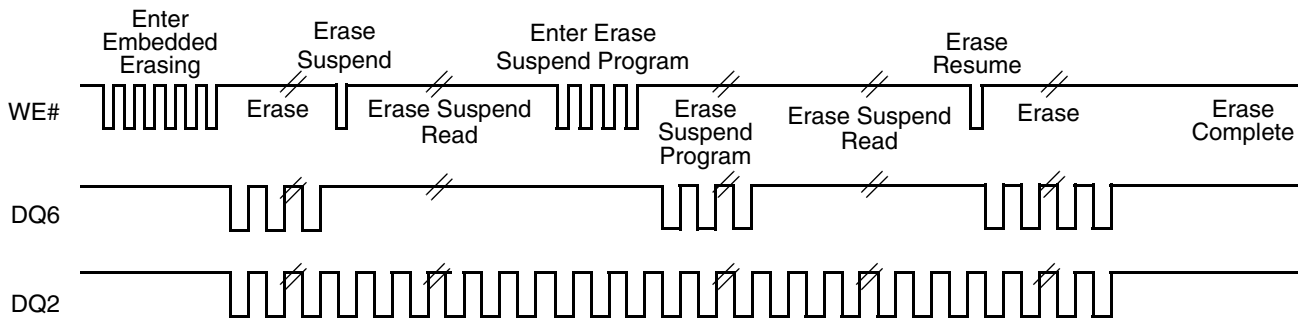 Enter
Embedded
Erasing
Erase
Suspend
Enter Erase
Suspend Program
Erase
Resume
WE#
Erase
Erase Suspend
Read
Erase
Suspend
Program
Erase Suspend
Read
Erase
Erase
Complete
DQ6
DQ2